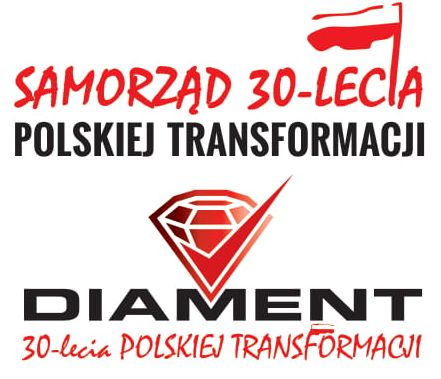 SAMORZĄD 30-LECIA
POLSKIEJ TRANSFORMACJI
DIAMENT
30-lecia POLSKIEJ TRANSFORMACJI